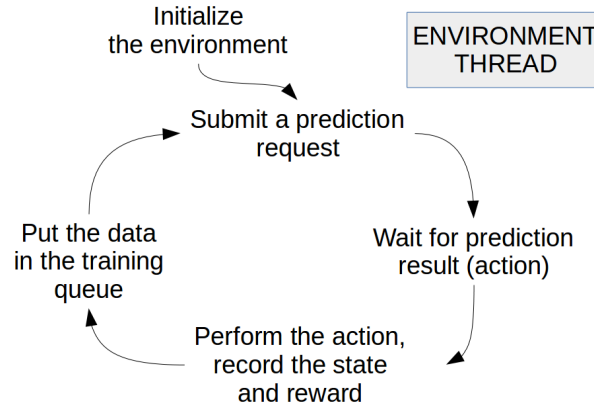 Initialize
the environment
ENVIRONMENT
THREAD
Submit a prediction
request
Wait for prediction
result (action)
Perform the action,
record the state
and reward
Put the data
in the training
queue